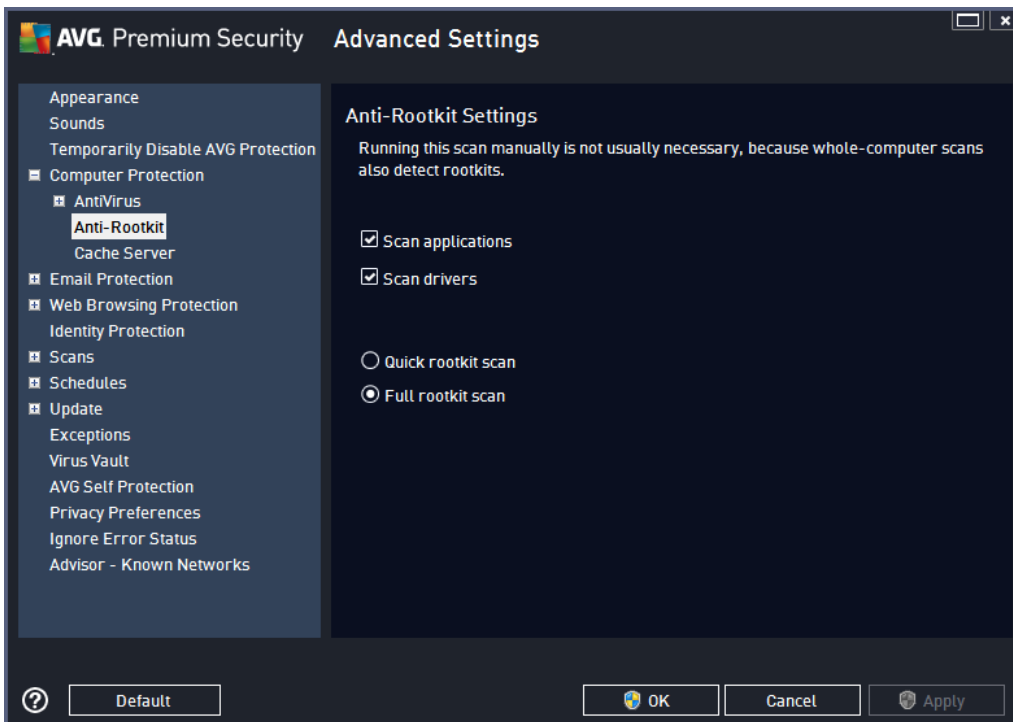 AVG. Premium Security Advanced Settings
Appearance
Sounds
Temporarily Disable AVG Protection
Computer Protection
AntiVirus
Anti-Rootkit
Cache Server
Email Protection
Web Browsing Protection
Identity Protection
Scans
Schedules
Update
Exceptions
Virus Vault
AVG Self Protection
Privacy Preferences
Ignore Error Status
Advisor - Known Networks
Anti-Rootkit Settings
Running this scan manually is not usually necessary, because whole-computer scans
also detect rootkits.
Scan applications
Scan drivers
Quick rootkit scan
Full rootkit scan
? Default OK Cancel Apply